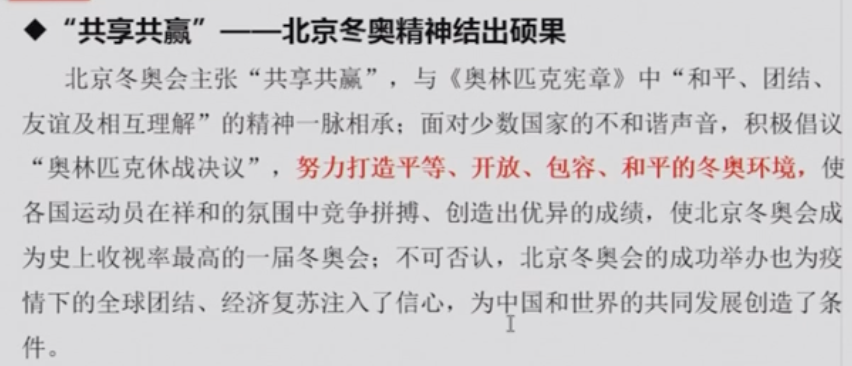 ◆ “共享共赢”——北京冬奥精神结出硕果
北京冬奥会主张“共享共赢”，与《奥林匹克宪章》中“和平、团结、
友谊及相互理解”的精神一脉相承；面对少数国家的不和谐声音，积极倡议
“奥林匹克休战决议”，努力打造平等、开放、包容、和平的冬奥环境，使
各国运动员在祥和的氛围中竞争拼搏、创造出优异的成绩，使北京冬奥会成
为史上收视率最高的一届冬奥会；不可否认，北京冬奥会的成功举办也为疫
情下的全球团结、经济复苏注入了信心，为中国和世界的共同发展创造了条
件。